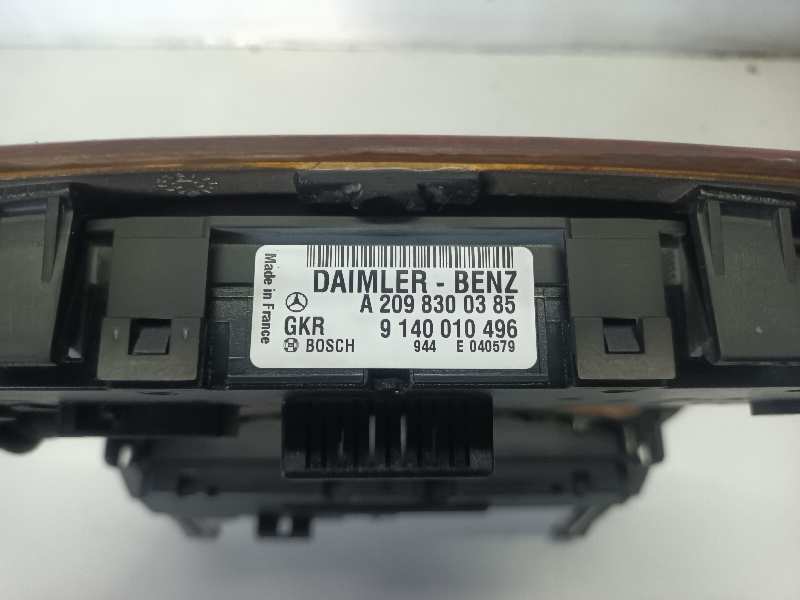 Made in France
DAIMLER - BENZ
A 209 830 03 85
GKR 9 140 010 496
BOSCH 944 E 040579